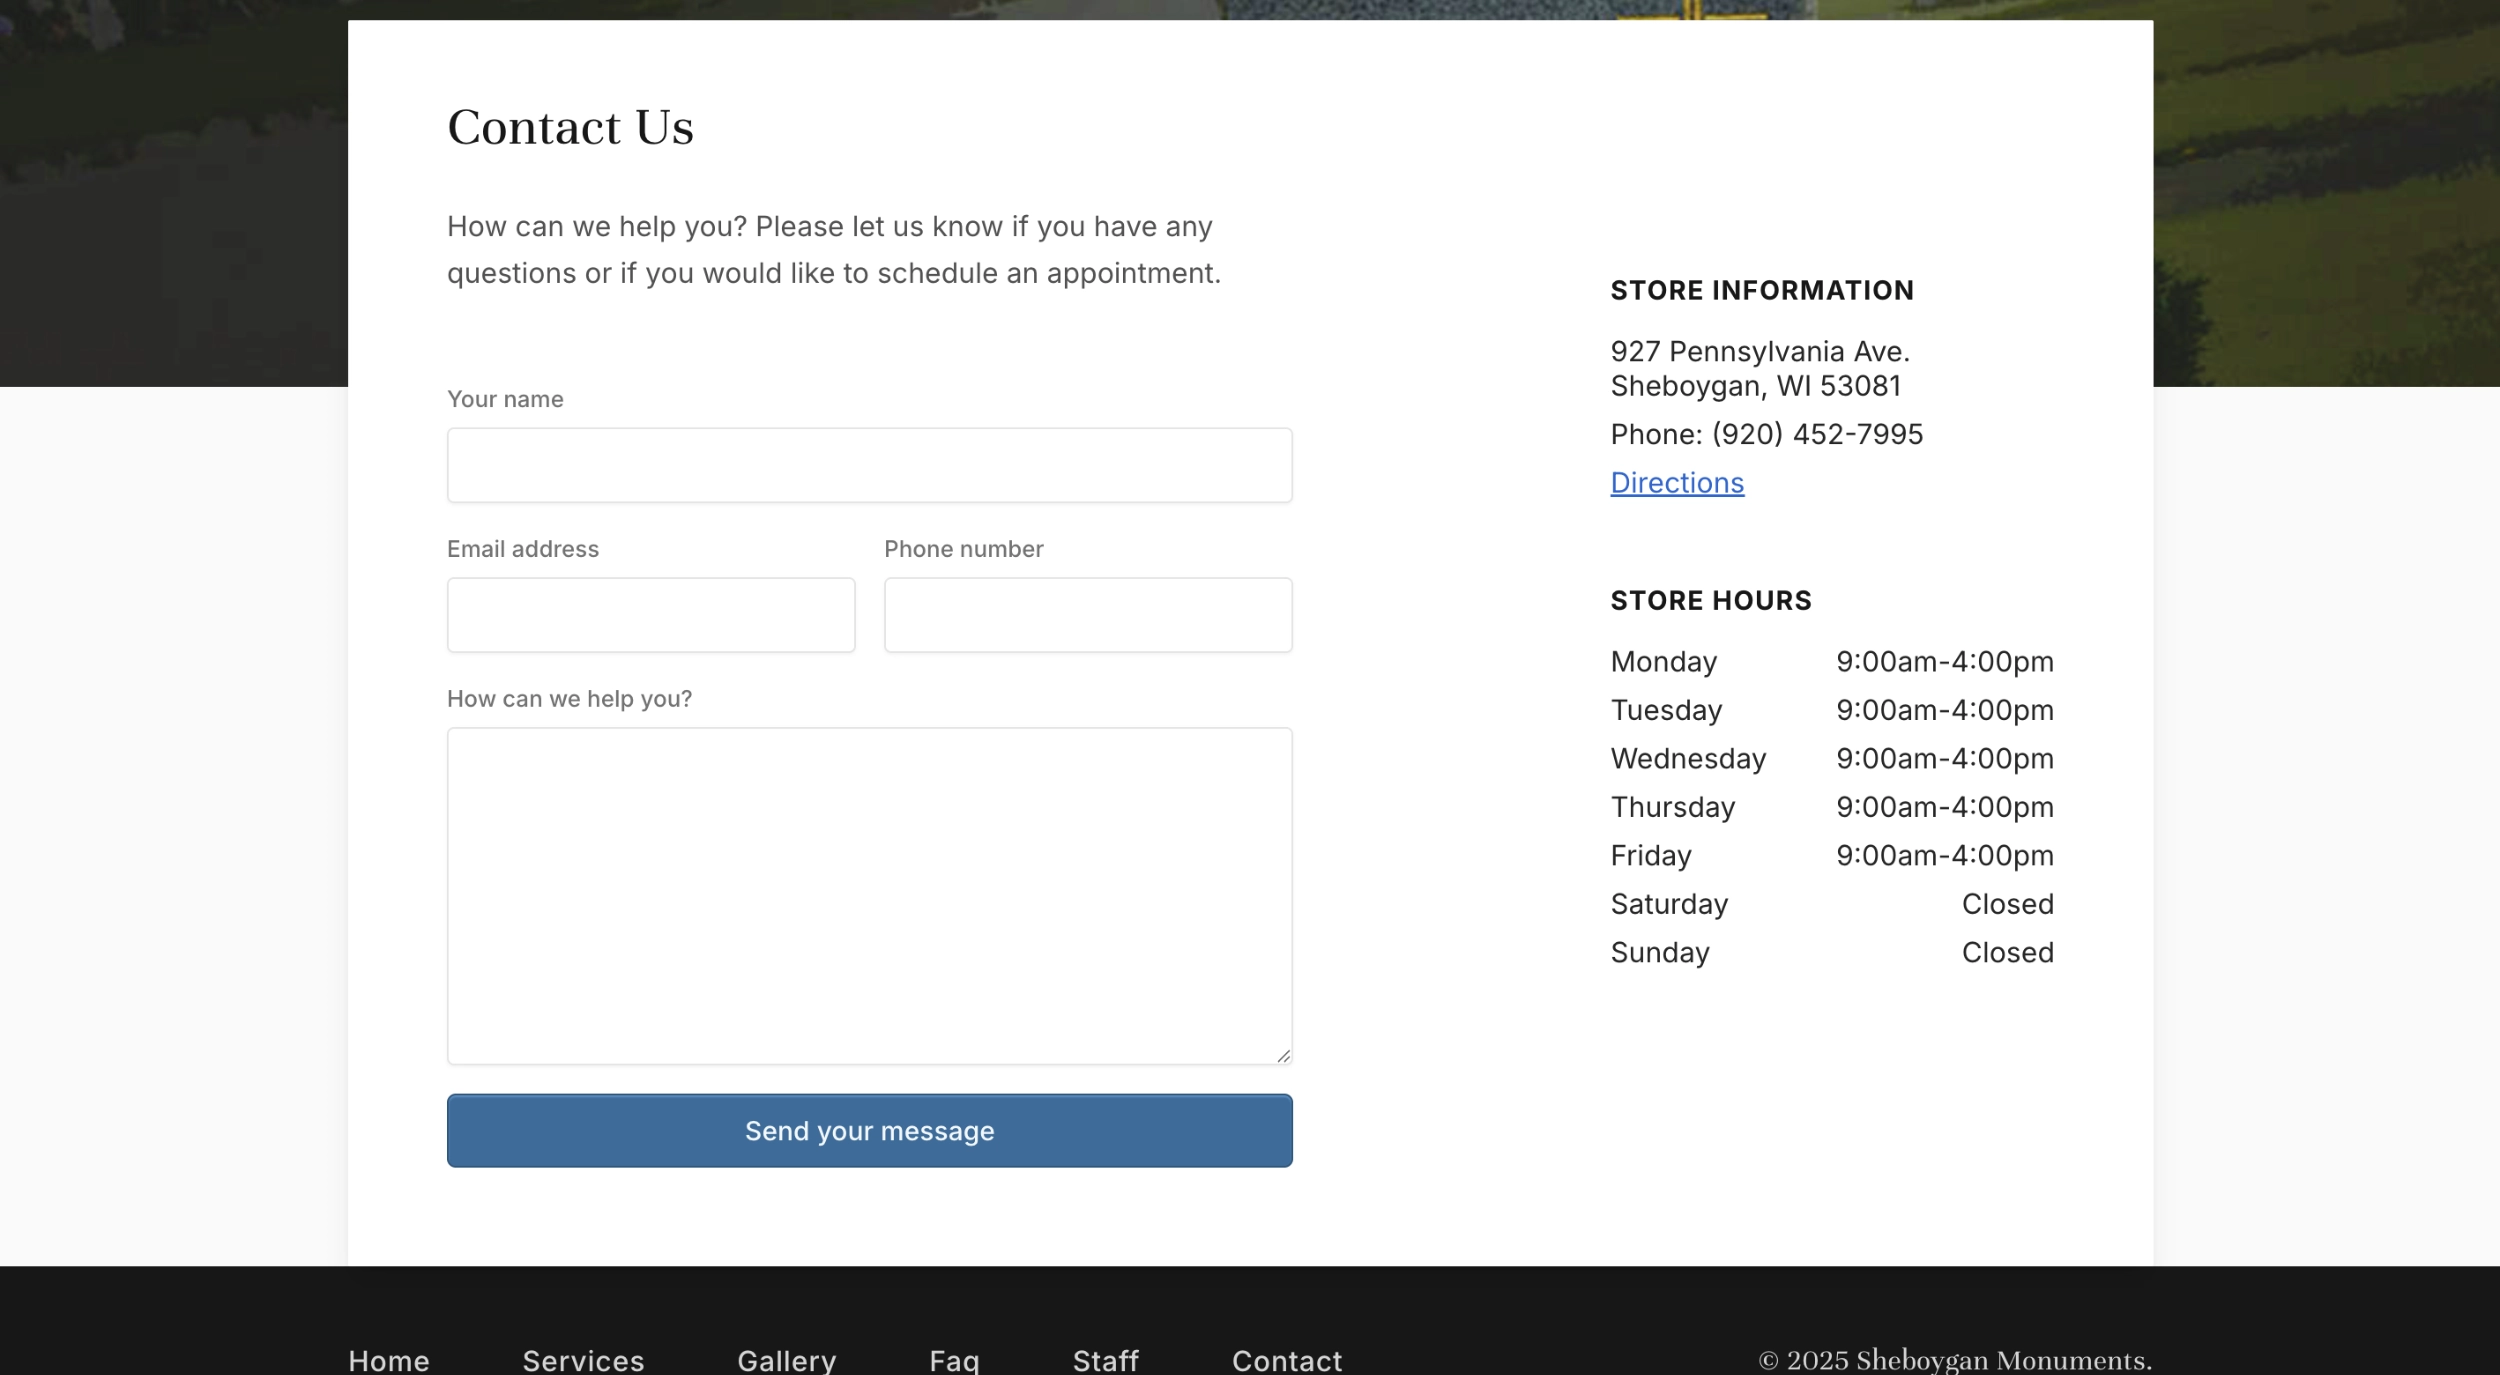 Contact Us
How can we help you? Please let us know if you have any
questions or if you would like to schedule an appointment.
Your name
Email address
Phone number
How can we help you?
Send your message
STORE INFORMATION
927 Pennsylvania Ave.
Sheboygan, WI 53081
Phone: (920) 452-7995
Directions
STORE HOURS
Monday 9:00am-4:00pm
Tuesday 9:00am-4:00pm
Wednesday 9:00am-4:00pm
Thursday 9:00am-4:00pm
Friday 9:00am-4:00pm
Saturday Closed
Sunday Closed
Home Services Gallery Faq Staff Contact © 2025 Sheboygan Monuments.